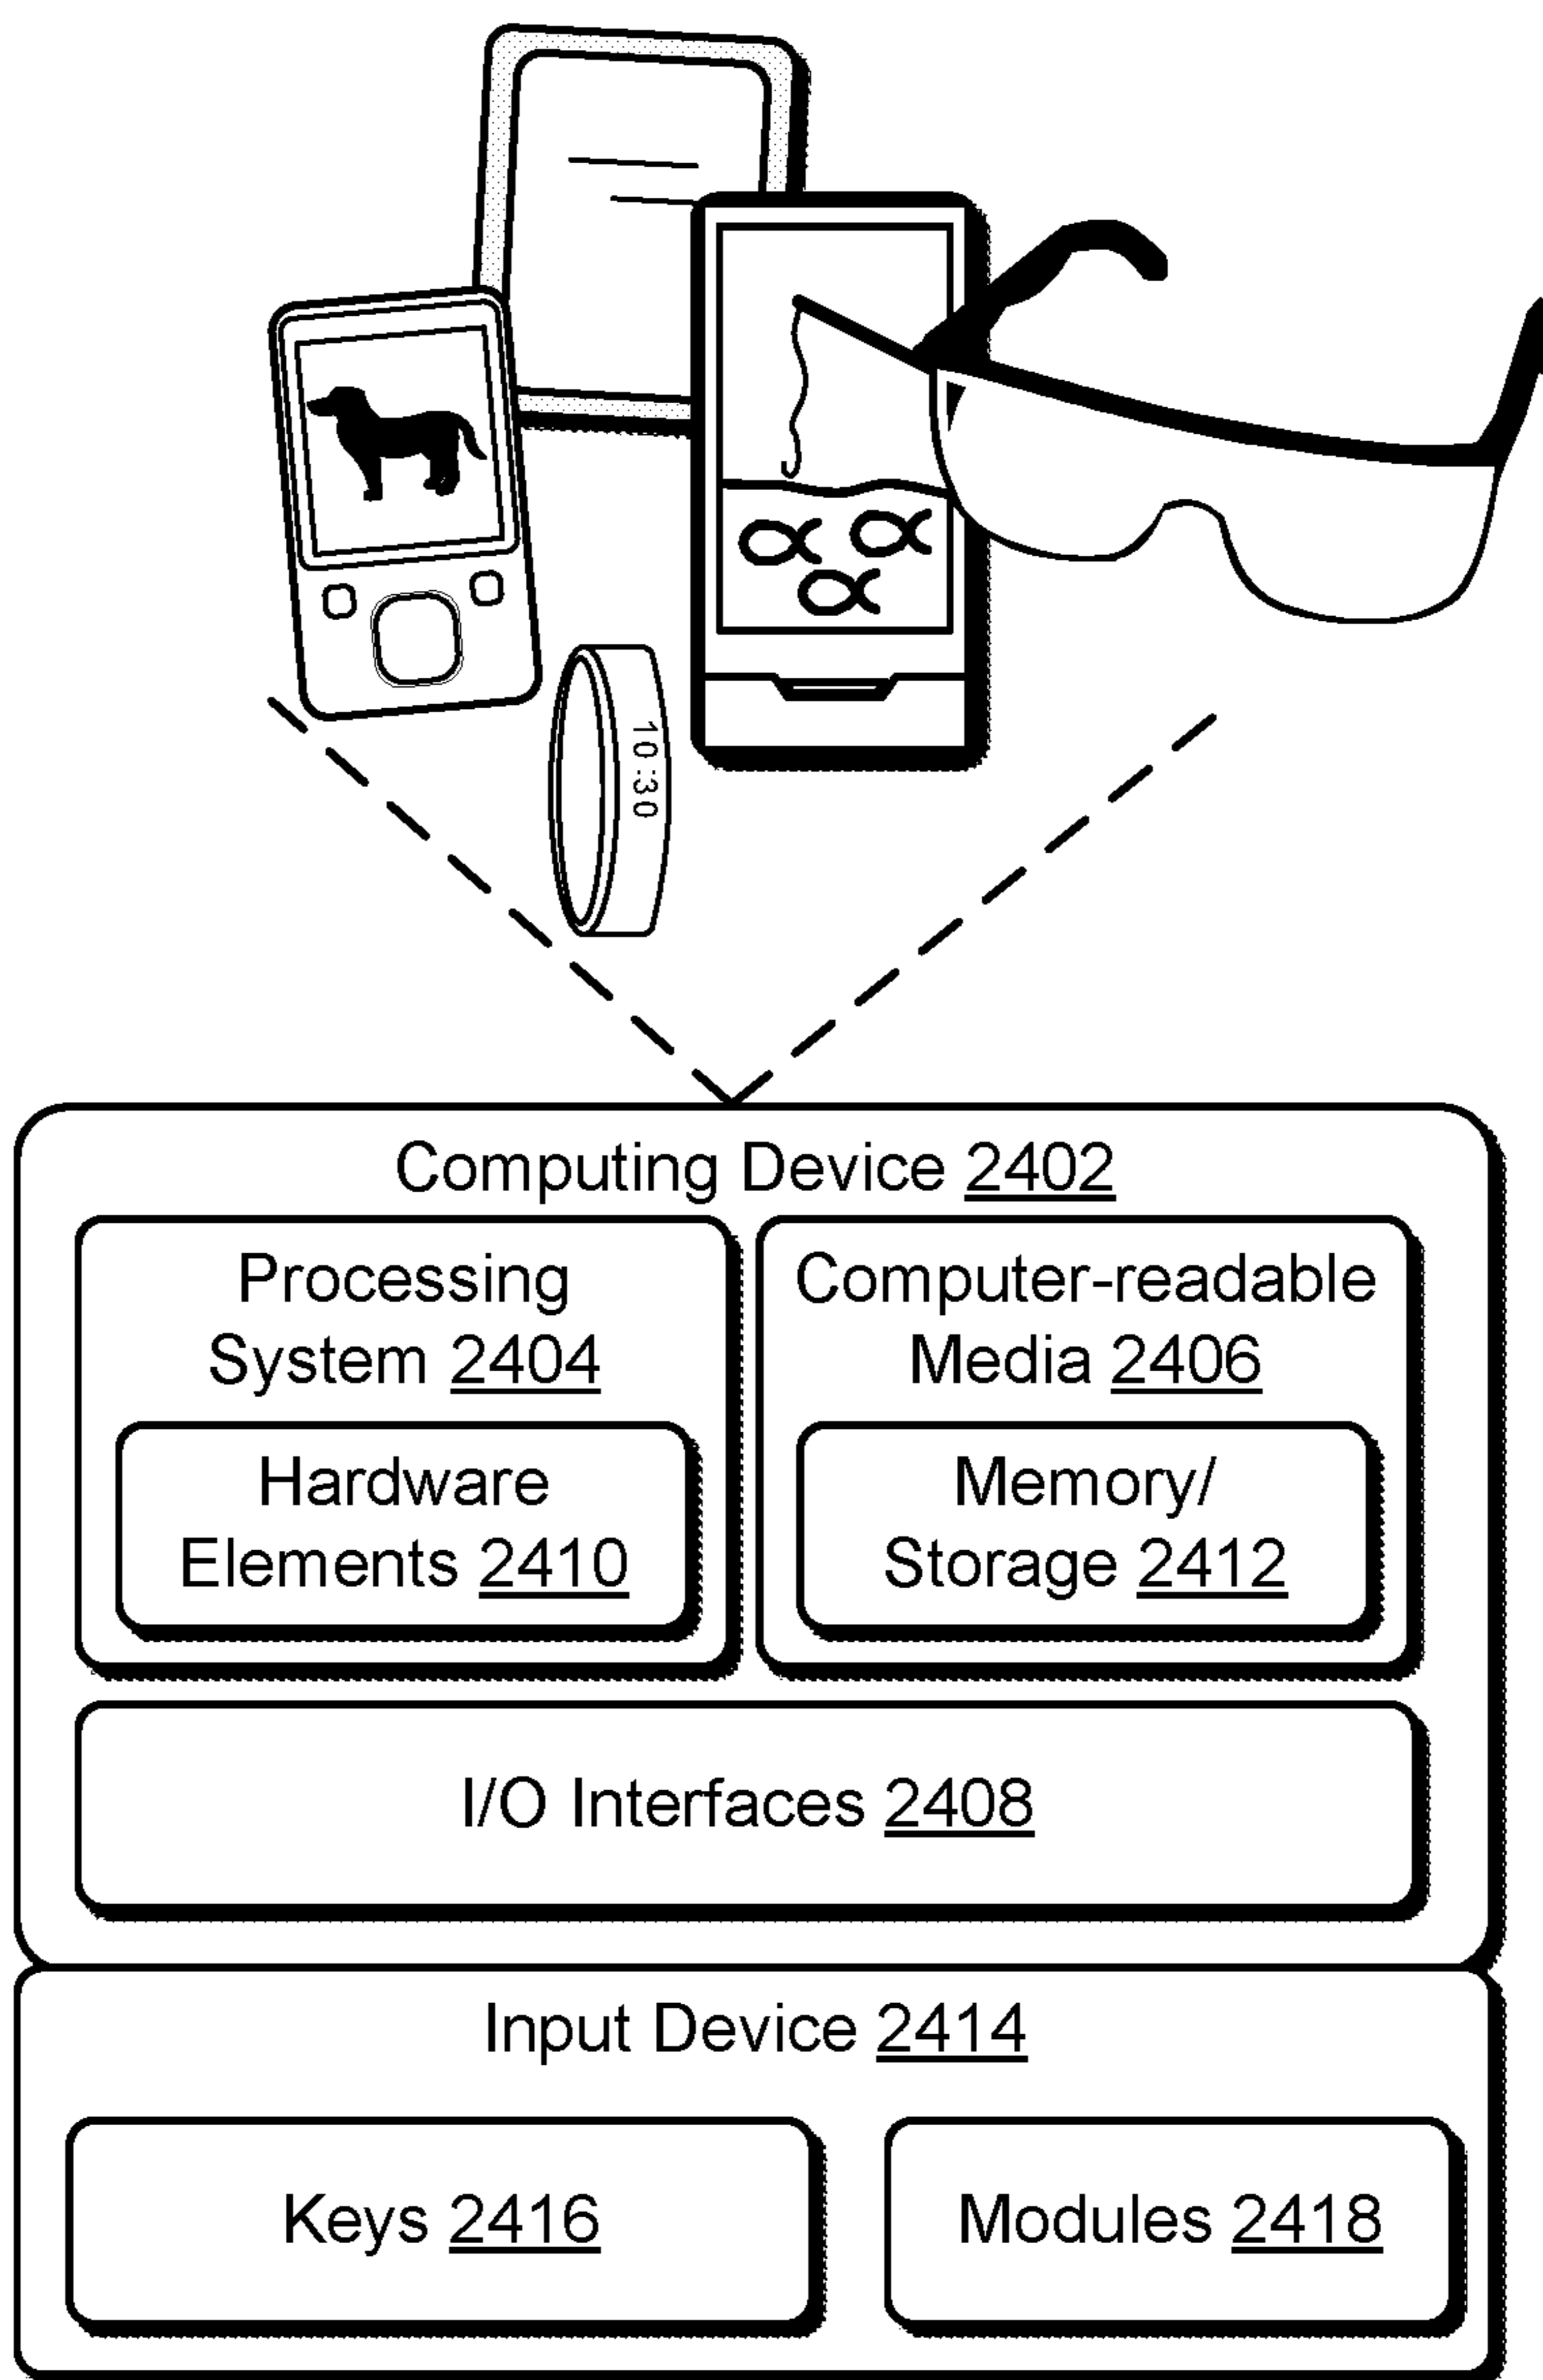 10:30
Computing Device 2402
Processing
System 2404
Computer-readable
Media 2406
Hardware
Elements 2410
Memory/
Storage 2412
I/O Interfaces 2408
Input Device 2414
Keys 2416
Modules 2418